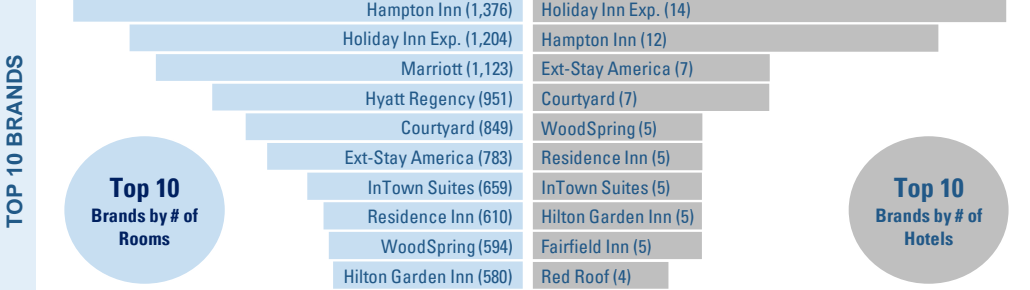 TOP 10 BRANDS
Hampton Inn (1,376)
Holiday Inn Exp. (1,204)
Marriott (1,123)
Hyatt Regency (951)
Courtyard (849)
Ext-Stay America (783)
InTown Suites (659)
Residence Inn (610)
WoodSpring (594)
Hilton Garden Inn (580)
Top 10
Brands by # of
Rooms
Holiday Inn Exp. (14)
Hampton Inn (12)
Ext-Stay America (7)
Courtyard (7)
WoodSpring (5)
Residence Inn (5)
InTown Suites (5)
Hilton Garden Inn (5)
Fairfield Inn (5)
Red Roof (4)
Top 10
Brands by # of
Hotels